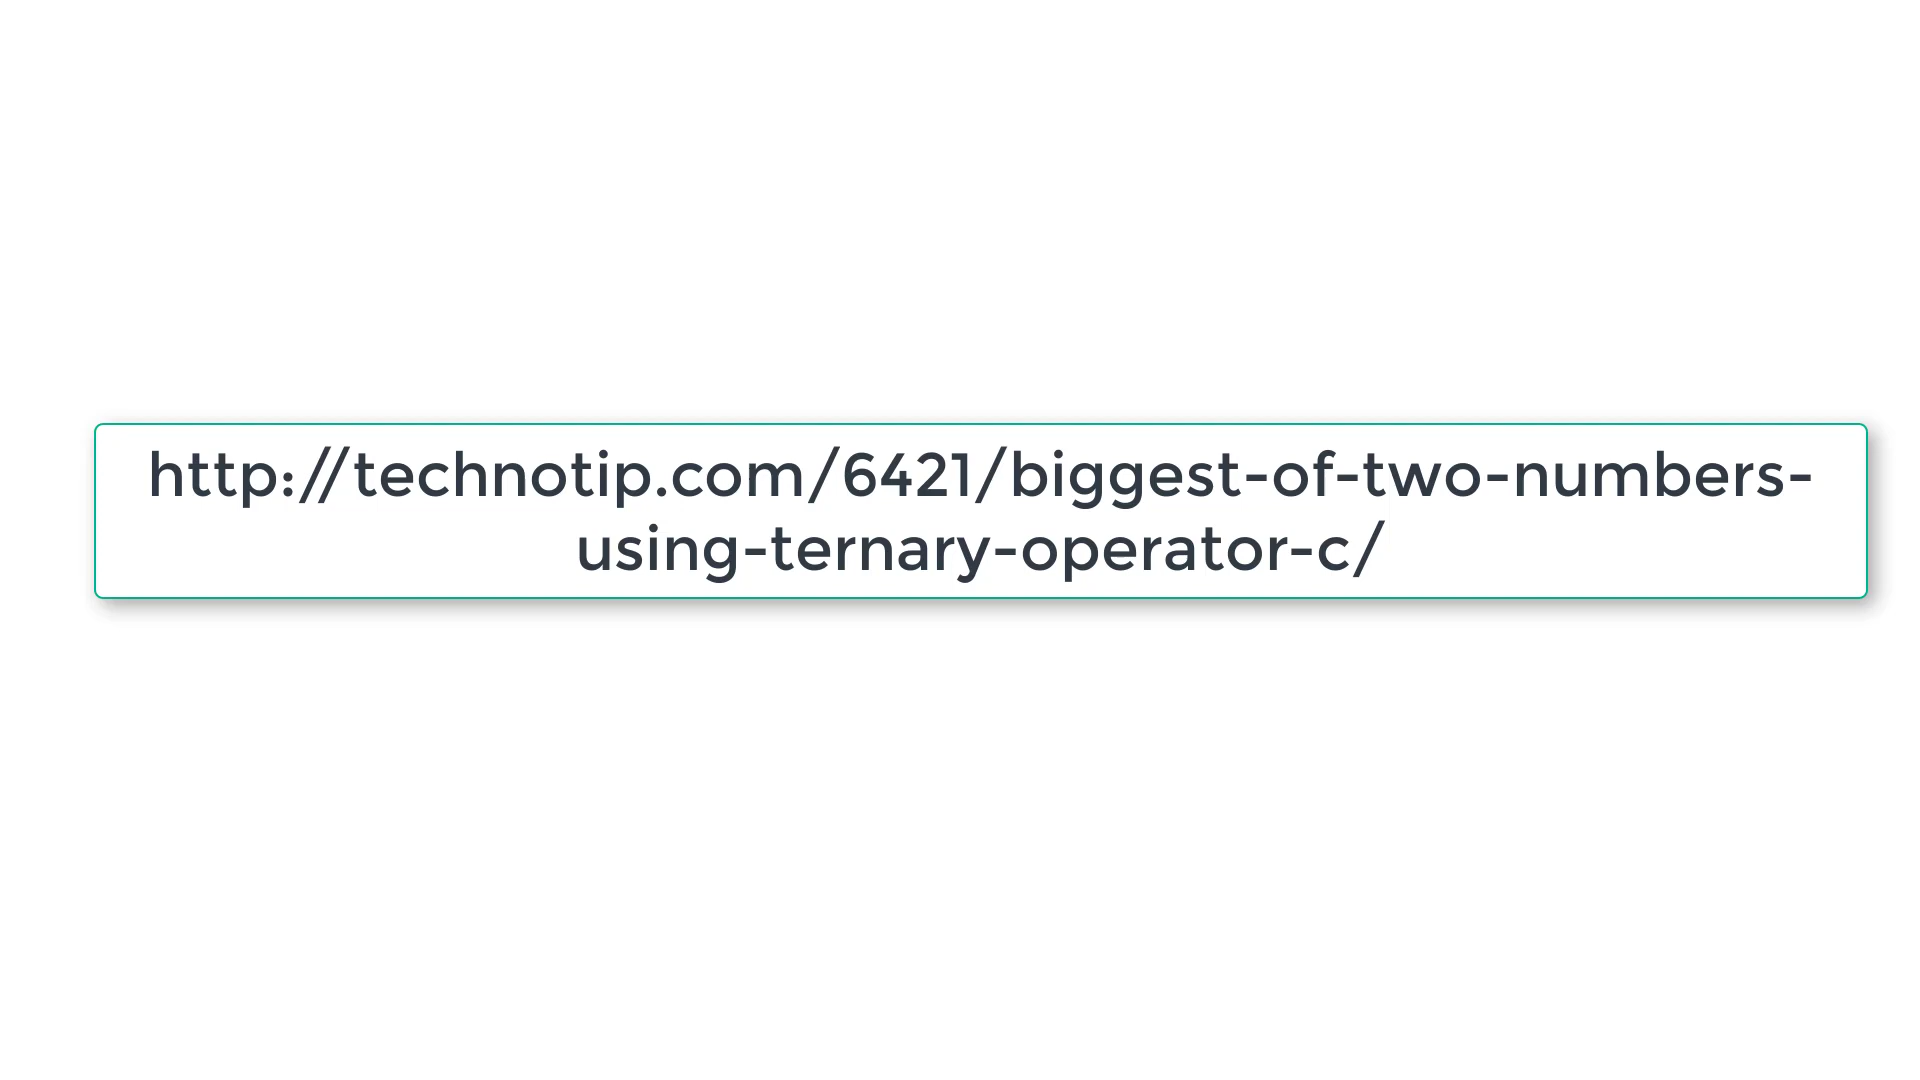 http://technotip.com/6421/biggest-of-two-numbers-
using-ternary-operator-c/